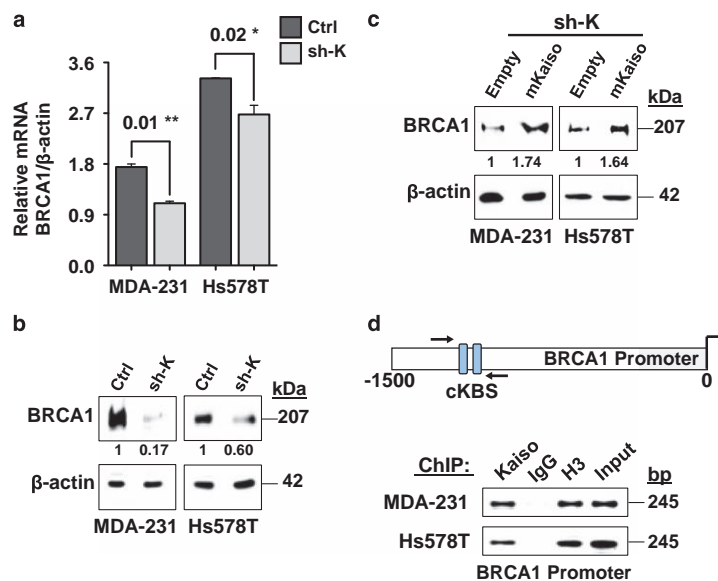 a
Ctrl
sh-K
0.02 *
0.01 **
3.6
2.7
1.8
0.9
0.0
Relative mRNA
BRCA1/β-actin
MDA-231 Hs578T
b
Ctrl sh-K Ctrl sh-K
kDa
BRCA1 207
1 0.17 1 0.60
β-actin 42
MDA-231 Hs578T
c
sh-K
Empty mKaiso Empty mKaiso
kDa
BRCA1 207
1 1.74 1 1.64
β-actin 42
MDA-231 Hs578T
d
BRCA1 Promoter
-1500 cKBS 0
ChIP: Kaiso IgG H3 Input bp
MDA-231 245
Hs578T 245
BRCA1 Promoter